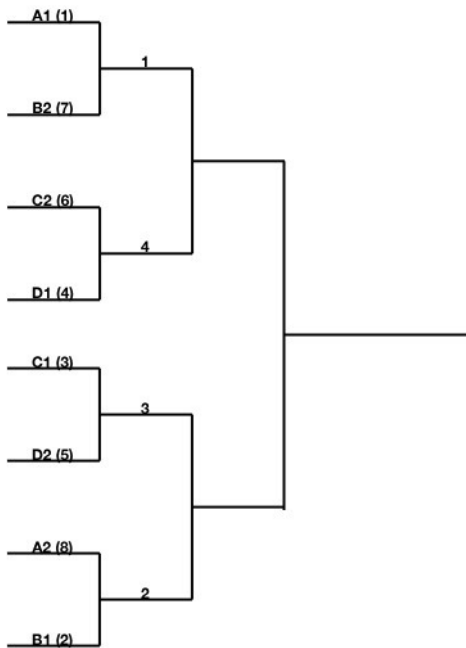 A1 (1)
1
B2 (7)
C2 (6)
4
D1 (4)
C1 (3)
3
D2 (5)
A2 (8)
2
B1 (2)